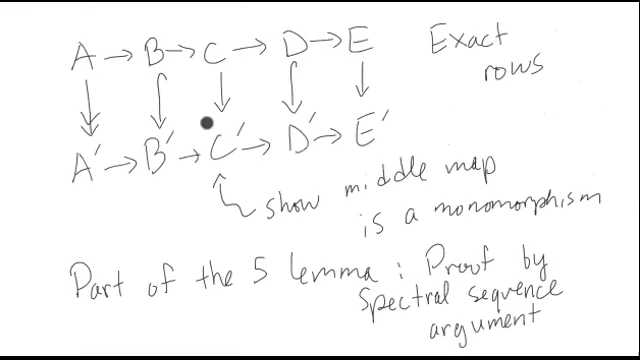 A → B → C → D → E Exact
rows
A' → B' → C' → D' → E'
show middle map
is a monomorphism
Part of the 5 lemma : Proof by
Spectral sequence
argument